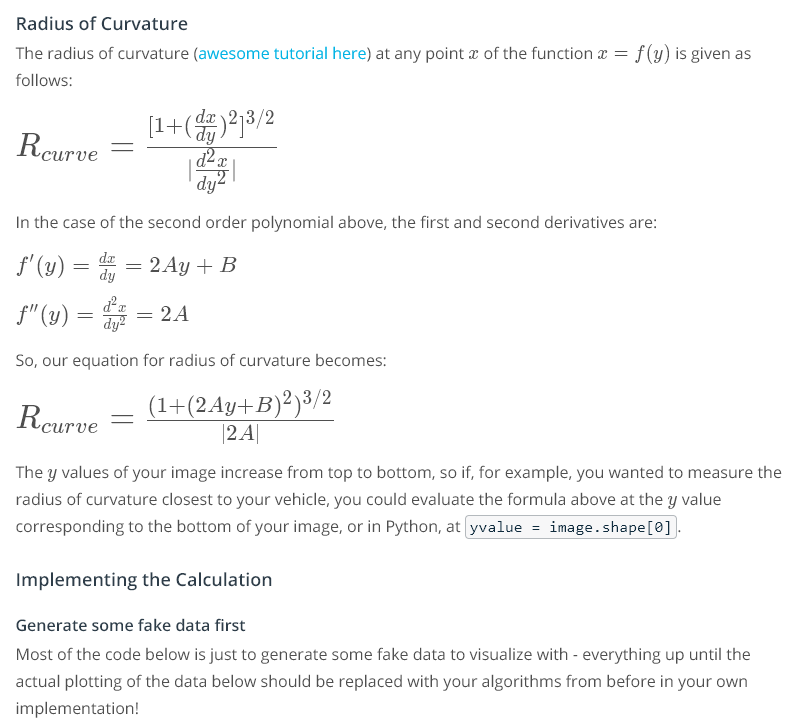 Radius of Curvature
The radius of curvature (awesome tutorial here) at any point x of the function x = f(y) is given as
follows:
R_{curve} = \frac{[1+(\frac{dx}{dy})^2]^{3/2}}{|\frac{d^2x}{dy^2}|}
In the case of the second order polynomial above, the first and second derivatives are:
f'(y) = \frac{dx}{dy} = 2Ay + B
f''(y) = \frac{d^2x}{dy^2} = 2A
So, our equation for radius of curvature becomes:
R_{curve} = \frac{(1+(2Ay+B)^2)^{3/2}}{|2A|}
The y values of your image increase from top to bottom, so if, for example, you wanted to measure the
radius of curvature closest to your vehicle, you could evaluate the formula above at the y value
corresponding to the bottom of your image, or in Python, at yvalue = image.shape[0].
Implementing the Calculation
Generate some fake data first
Most of the code below is just to generate some fake data to visualize with - everything up until the
actual plotting of the data below should be replaced with your algorithms from before in your own
implementation!